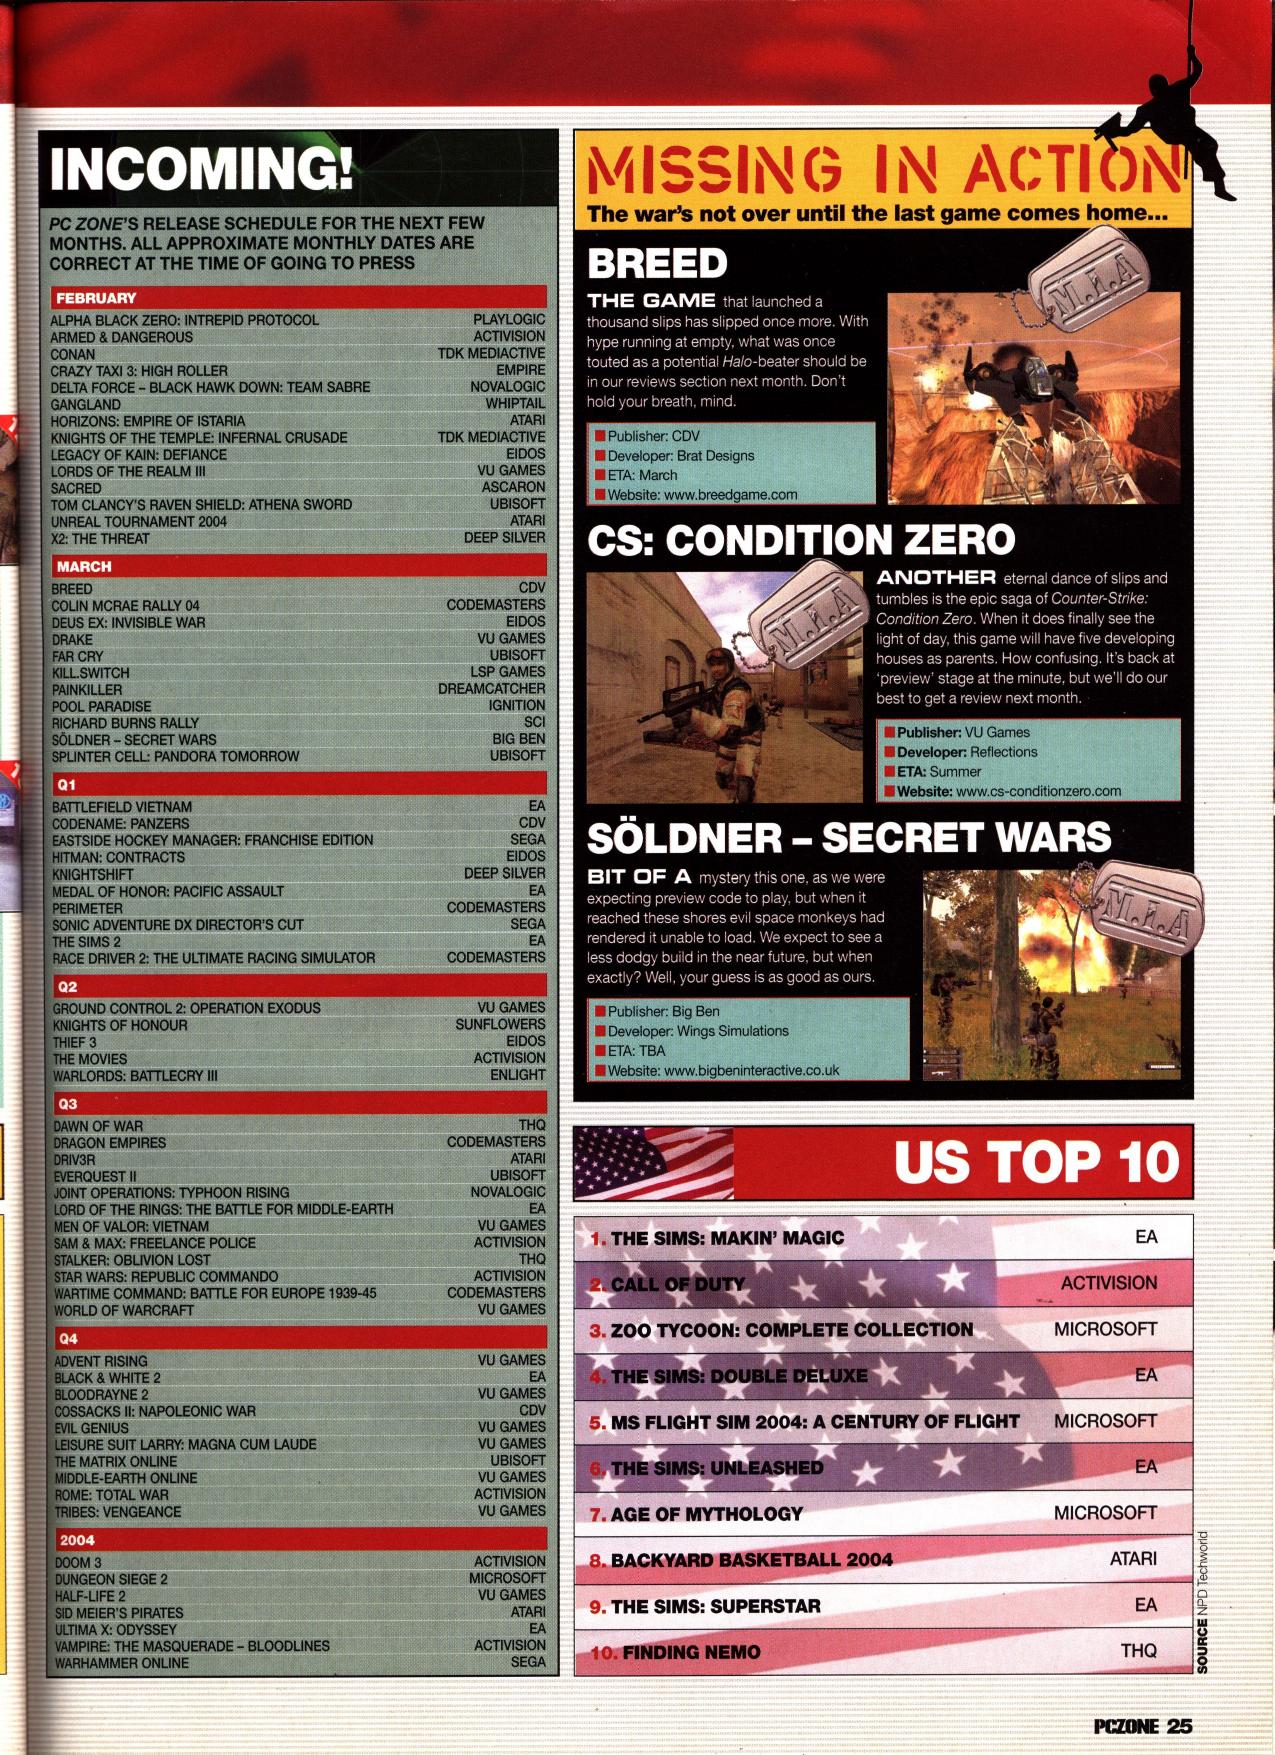 INCOMING!
PC ZONE'S RELEASE SCHEDULE FOR THE NEXT FEW
MONTHS. ALL APPROXIMATE MONTHLY DATES ARE
CORRECT AT THE TIME OF GOING TO PRESS
FEBRUARY
ALPHA BLACK ZERO: INTREPID PROTOCOL PLAYLOGIC
ARMED & DANGEROUS ACTIVISION
CONAN TDK MEDIACTIVE
CRAZY TAXI 3: HIGH ROLLER EMPIRE
DELTA FORCE – BLACK HAWK DOWN: TEAM SABRE NOVALOGIC
GANGLAND WHIPTAIL
HORIZONS: EMPIRE OF ISTARIA ATARI
KNIGHTS OF THE TEMPLE: INFERNAL CRUSADE TDK MEDIACTIVE
LEGACY OF KAIN: DEFIANCE EIDOS
LORDS OF THE REALM III VU GAMES
SACRED ASCARON
TOM CLANCY'S RAVEN SHIELD: ATHENA SWORD UBISOFT
UNREAL TOURNAMENT 2004 ATARI
X2: THE THREAT DEEP SILVER
MARCH
BREED CDV
COLIN MCRAE RALLY 04 CODEMASTERS
DEUS EX: INVISIBLE WAR EIDOS
DRAKE VU GAMES
FAR CRY UBISOFT
KILL.SWITCH LSP GAMES
PAINKILLER DREAMCATCHER
POOL PARADISE IGNITION
RICHARD BURNS RALLY SCI
SÖLDNER – SECRET WARS BIG BEN
SPLINTER CELL: PANDORA TOMORROW UBISOFT
Q1
BATTLEFIELD VIETNAM EA
CODENAME: PANZERS CDV
EASTSIDE HOCKEY MANAGER: FRANCHISE EDITION SEGA
HITMAN: CONTRACTS EIDOS
KNIGHTSHIFT DEEP SILVER
MEDAL OF HONOR: PACIFIC ASSAULT EA
PERIMETER CODEMASTERS
SONIC ADVENTURE DX DIRECTOR'S CUT SEGA
THE SIMS 2 EA
RACE DRIVER 2: THE ULTIMATE RACING SIMULATOR CODEMASTERS
Q2
GROUND CONTROL 2: OPERATION EXODUS VU GAMES
KNIGHTS OF HONOUR SUNFLOWERS
THIEF 3 EIDOS
THE MOVIES ACTIVISION
WARLORDS: BATTLECRY III ENLIGHT
Q3
DAWN OF WAR THQ
DRAGON EMPIRES CODEMASTERS
DRIV3R ATARI
EVERQUEST II UBISOFT
JOINT OPERATIONS: TYPHOON RISING NOVALOGIC
LORD OF THE RINGS: THE BATTLE FOR MIDDLE-EARTH EA
MEN OF VALOR: VIETNAM VU GAMES
SAM & MAX: FREELANCE POLICE ACTIVISION
STALKER: OBLIVION LOST THQ
STAR WARS: REPUBLIC COMMANDO ACTIVISION
WARTIME COMMAND: BATTLE FOR EUROPE 1939-45 CODEMASTERS
WORLD OF WARCRAFT VU GAMES
Q4
ADVENT RISING VU GAMES
BLACK & WHITE 2 EA
BLOODRAYNE 2 VU GAMES
COSSACKS II: NAPOLEONIC WAR CDV
EVIL GENIUS VU GAMES
LEISURE SUIT LARRY: MAGNA CUM LAUDE VU GAMES
THE MATRIX ONLINE UBISOFT
MIDDLE-EARTH ONLINE VU GAMES
ROME: TOTAL WAR ACTIVISION
TRIBES: VENGEANCE VU GAMES
2004
DOOM 3 ACTIVISION
DUNGEON SIEGE 2 MICROSOFT
HALF-LIFE 2 VU GAMES
SID MEIER'S PIRATES ATARI
ULTIMA X: ODYSSEY EA
VAMPIRE: THE MASQUERADE – BLOODLINES ACTIVISION
WARHAMMER ONLINE SEGA
MISSING IN ACTION
The war's not over until the last game comes home...
BREED
THE GAME that launched a
thousand slips has slipped once more. With
hype running at empty, what was once
touted as a potential Halo-beater should be
in our reviews section next month. Don't
hold your breath, mind.
M.I.A
Publisher: CDV
Developer: Brat Designs
ETA: March
Website: www.breedgame.com
CS: CONDITION ZERO
M.I.A
ANOTHER eternal dance of slips and
tumbles is the epic saga of Counter-Strike:
Condition Zero. When it does finally see the
light of day, this game will have five developing
houses as parents. How confusing. It's back at
'preview' stage at the minute, but we'll do our
best to get a review next month.
Publisher: VU Games
Developer: Reflections
ETA: Summer
Website: www.cs-conditionzero.com
SÖLDNER – SECRET WARS
BIT OF A mystery this one, as we were
expecting preview code to play, but when it
reached these shores evil space monkeys had
rendered it unable to load. We expect to see a
less dodgy build in the near future, but when
exactly? Well, your guess is as good as ours.
M.I.A
Publisher: Big Ben
Developer: Wings Simulations
ETA: TBA
Website: www.bigbeninteractive.co.uk
US TOP 10
1. THE SIMS: MAKIN' MAGIC EA
2. CALL OF DUTY ACTIVISION
3. ZOO TYCOON: COMPLETE COLLECTION MICROSOFT
4. THE SIMS: DOUBLE DELUXE EA
5. MS FLIGHT SIM 2004: A CENTURY OF FLIGHT MICROSOFT
6. THE SIMS: UNLEASHED EA
7. AGE OF MYTHOLOGY MICROSOFT
8. BACKYARD BASKETBALL 2004 ATARI
9. THE SIMS: SUPERSTAR EA
10. FINDING NEMO THQ
SOURCE NPD Techworld
PCZONE 25